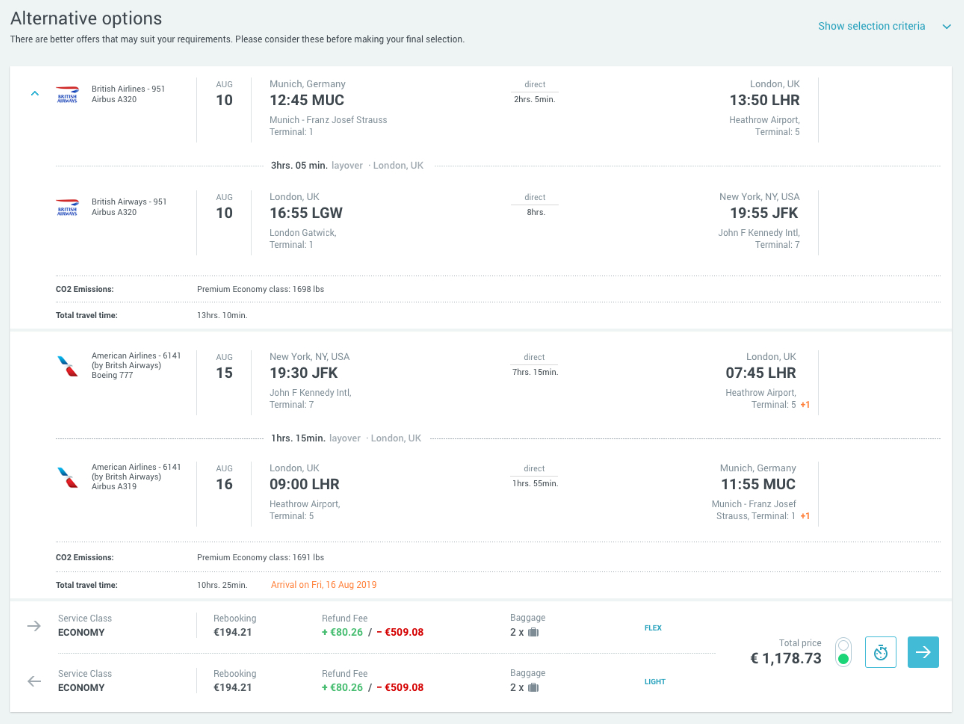 Alternative options
There are better offers that may suit your requirements. Please consider these before making your final selection.
Show selection criteria
BRITISH AIRWAYS
British Airlines - 951
Airbus A320
AUG
10
Munich, Germany
12:45 MUC
Munich - Franz Josef Strauss
Terminal: 1
direct
2hrs. 5min.
London, UK
13:50 LHR
Heathrow Airport,
Terminal: 5
3hrs. 05 min. layover · London, UK
BRITISH AIRWAYS
British Airways - 951
Airbus A320
AUG
10
London, UK
16:55 LGW
London Gatwick,
Terminal: 1
direct
8hrs.
New York, NY, USA
19:55 JFK
John F Kennedy Intl,
Terminal: 7
CO2 Emissions: Premium Economy class: 1698 lbs
Total travel time: 13hrs. 10min.
American Airlines - 6141
(by Britsh Airways)
Boeing 777
AUG
15
New York, NY, USA
19:30 JFK
John F Kennedy Intl,
Terminal: 7
direct
7hrs. 15min.
London, UK
07:45 LHR
Heathrow Airport,
Terminal: 5 +1
1hrs. 15min. layover · London, UK
American Airlines - 6141
(by Britsh Airways)
Airbus A319
AUG
16
London, UK
09:00 LHR
Heathrow Airport,
Terminal: 5
direct
1hrs. 55min.
Munich, Germany
11:55 MUC
Munich - Franz Josef
Strauss, Terminal: 1 +1
CO2 Emissions: Premium Economy class: 1691 lbs
Total travel time: 10hrs. 25min. Arrival on Fri, 16 Aug 2019
Service Class
ECONOMY
Rebooking
€194.21
Refund Fee
+ €80.26 / − €509.08
Baggage
2 x
FLEX
Service Class
ECONOMY
Rebooking
€194.21
Refund Fee
+ €80.26 / − €509.08
Baggage
2 x
LIGHT
Total price
€ 1,178.73